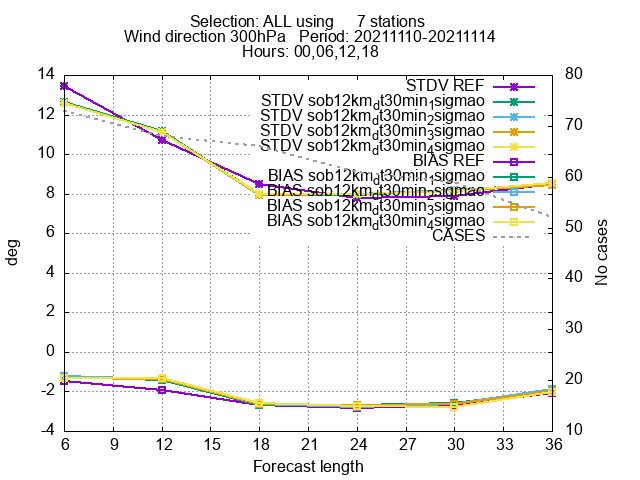 Selection: ALL using 7 stations
Wind direction 300hPa Period: 20211110-20211114
Hours: 00,06,12,18
14 80
STDV REF
STDV sob12km_dt30min_1sigmao
12 STDV sob12km_dt30min_2sigmao 70
STDV sob12km_dt30min_3sigmao
STDV sob12km_dt30min_4sigmao
10 BIAS REF 60
BIAS sob12km_dt30min_1sigmao
8 BIAS sob12km_dt30min_2sigmao
BIAS sob12km_dt30min_3sigmao
BIAS sob12km_dt30min_4sigmao 50
6 CASES
deg No cases
4 40
2 30
0 20
-2
-4 10
6 9 12 15 18 21 24 27 30 33 36
Forecast length